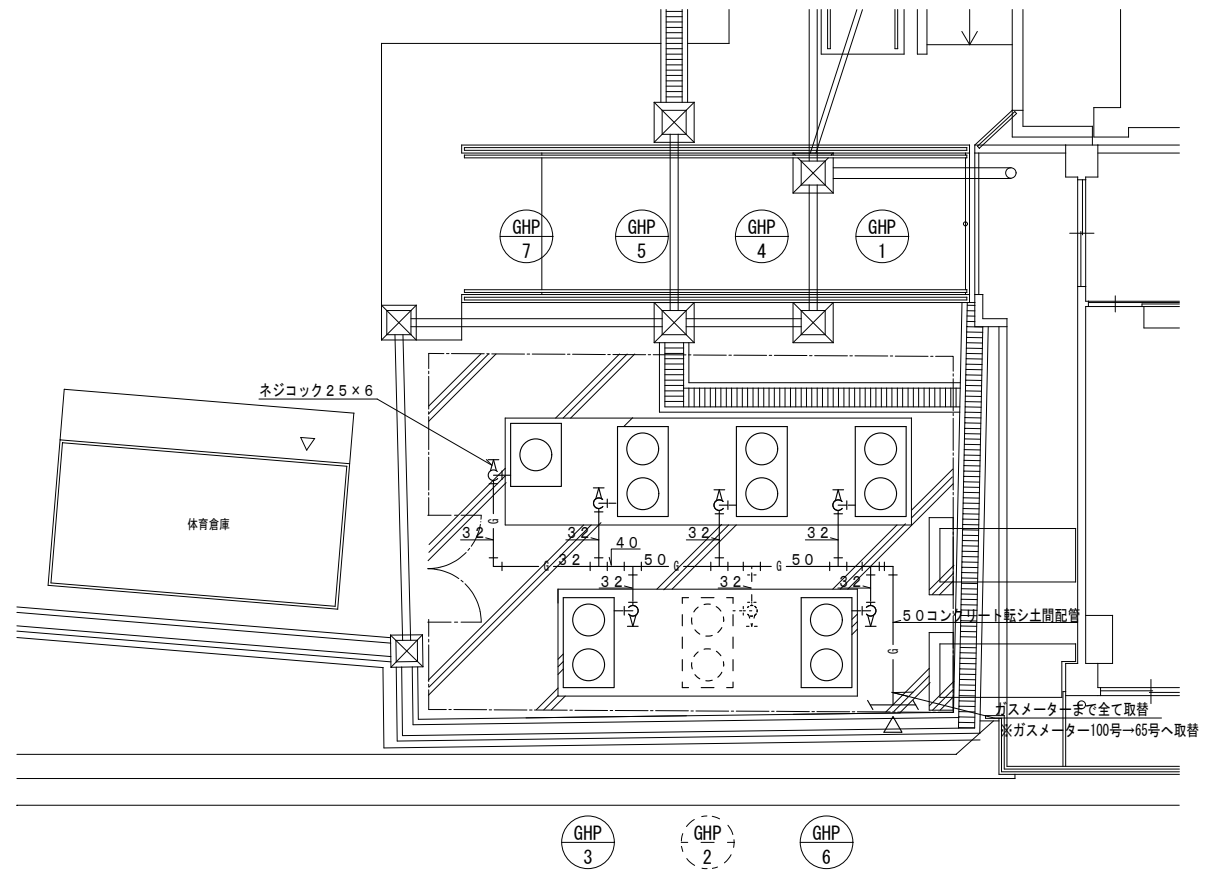 GHP
7
GHP
5
GHP
4
GHP
1
ネジコック25×6
体育倉庫
G
32
32
32
32
40
G
32
50
G
50
32
32
32
50コンクリート転シ土間配管
G
ガスメーターまで全て取替
※ガスメーター100号→65号へ取替
GHP
3
GHP
2
GHP
6